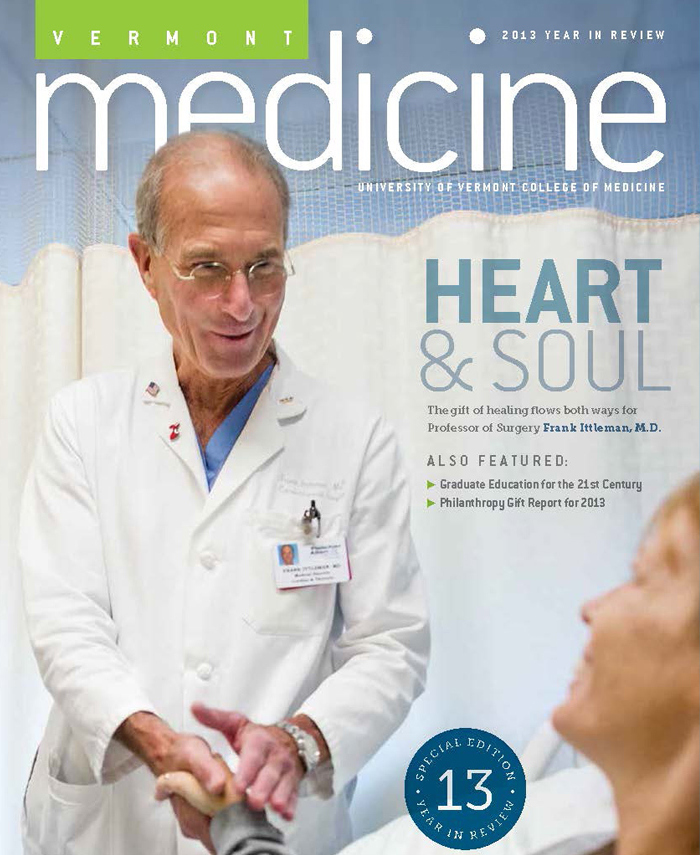 VERMONT
2013 YEAR IN REVIEW
medicine
UNIVERSITY OF VERMONT COLLEGE OF MEDICINE
HEART
& SOUL
The gift of healing flows both ways for
Professor of Surgery Frank Ittleman, M.D.
ALSO FEATURED:
▶ Graduate Education for the 21st Century
▶ Philanthropy Gift Report for 2013
FRANK ITTLEMAN, MD
SPECIAL EDITION
13
YEAR IN REVIEW